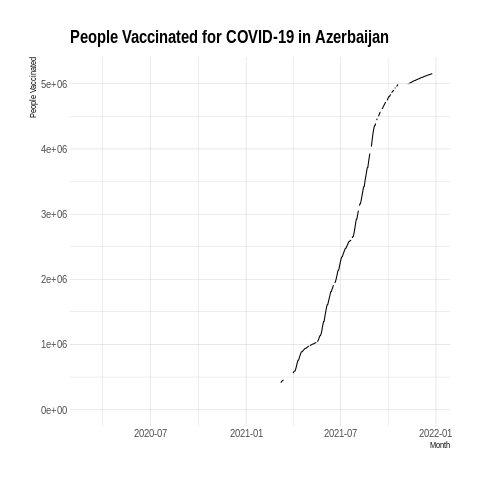 People Vaccinated for COVID-19 in Azerbaijan
People Vaccinated
5e+06
4e+06
3e+06
2e+06
1e+06
0e+00
2020-07 2021-01 2021-07 2022-01
Month